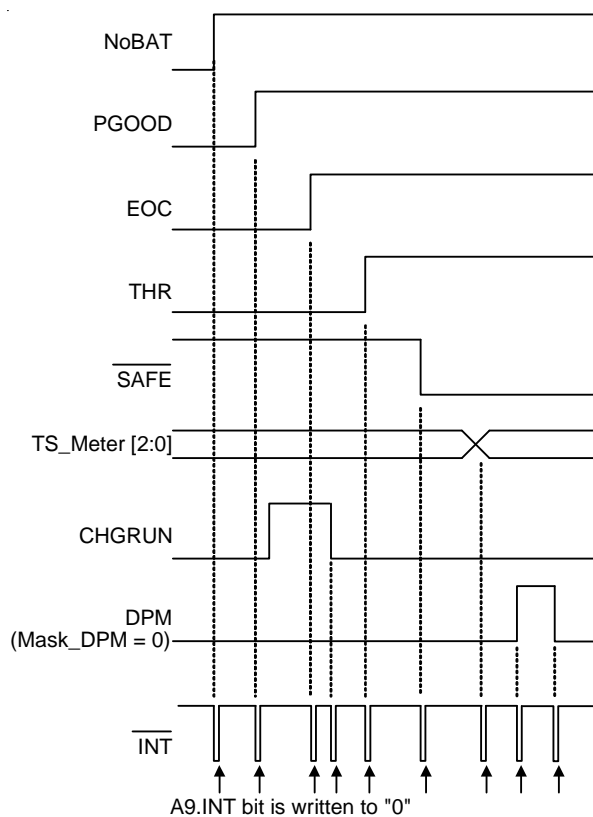 NoBAT
PGOOD
EOC
THR
SAFE
TS_Meter [2:0]
CHGRUN
DPM
(Mask_DPM = 0)
INT
A9.INT bit is written to "0"